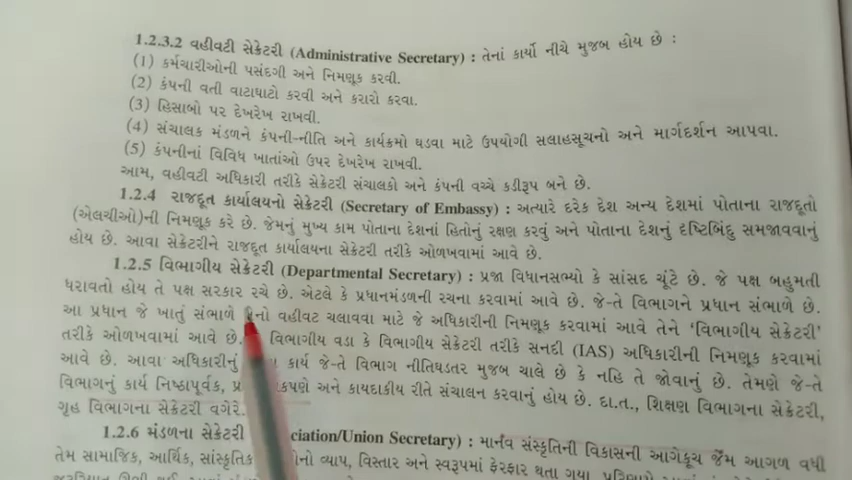 1.2.3.2 વહીવટી સેક્રેટરી (Administrative Secretary) : તેનાં કાર્યો નીચે મુજબ હોય છે :
(1) કર્મચારીઓની પસંદગી અને નિમણૂક કરવી.
(2) કંપની વતી વાટાઘાટો કરવી અને કરારો કરવા.
(3) હિસાબો પર દેખરેખ રાખવી.
(4) સંચાલક મંડળને કંપની-નીતિ અને કાર્યક્રમો ઘડવા માટે ઉપયોગી સલાહસૂચનો અને માર્ગદર્શન આપવા.
(5) કંપનીનાં વિવિધ ખાતાંઓ ઉપર દેખરેખ રાખવી.
આમ, વહીવટી અધિકારી તરીકે સેક્રેટરી સંચાલકો અને કંપની વચ્ચે કડીરૂપ બને છે.
1.2.4 રાજદૂત કાર્યાલયનો સેક્રેટરી (Secretary of Embassy) : અત્યારે દરેક દેશ અન્ય દેશમાં પોતાના રાજદૂતો
(એલચીઓ)ની નિમણૂક કરે છે. જેમનું મુખ્ય કામ પોતાના દેશનાં હિતોનું રક્ષણ કરવું અને પોતાના દેશનું દૃષ્ટિબિંદુ સમજાવવાનું
હોય છે. આવા સેક્રેટરીને રાજદૂત કાર્યાલયના સેક્રેટરી તરીકે ઓળખવામાં આવે છે.
1.2.5 વિભાગીય સેક્રેટરી (Departmental Secretary) : પ્રજા વિધાનસભ્યો કે સાંસદ ચૂંટે છે. જે પક્ષ બહુમતી
ધરાવતો હોય તે પક્ષ સરકાર રચે છે. એટલે કે પ્રધાનમંડળની રચના કરવામાં આવે છે. જે-તે વિભાગને પ્રધાન સંભાળે છે.
આ પ્રધાન જે ખાતું સંભાળે વહીવટ ચલાવવા માટે જે અધિકારીની નિમણૂક કરવામાં આવે તેને ‘વિભાગીય સેક્રેટરી’
તરીકે ઓળખવામાં આવે છે. વિભાગીય વડા કે વિભાગીય સેક્રેટરી તરીકે સનદી (IAS) અધિકારીની નિમણૂક કરવામાં
આવે છે. આવા અધિકારીનું કાર્ય જે-તે વિભાગ નીતિઘડતર મુજબ ચાલે છે કે નહિ તે જોવાનું છે. તેમણે જે-તે
વિભાગનું કાર્ય નિષ્ઠાપૂર્વક, અને કાયદાકીય રીતે સંચાલન કરવાનું હોય છે. દા.ત., શિક્ષણ વિભાગના સેક્રેટરી,
ગૃહ વિભાગના સેક્રેટરી વગેરે.
1.2.6 મંડળના સેક્રેટરી ciation/Union Secretary) : માનવ સંસ્કૃતિની વિકાસની આગેકૂચ જેમ આગળ વધી
તેમ સામાજિક, આર્થિક, સાંસ્કૃતિક વ્યાપ, વિસ્તાર અને સ્વરૂપમાં ફેરફાર થતા ગયા.